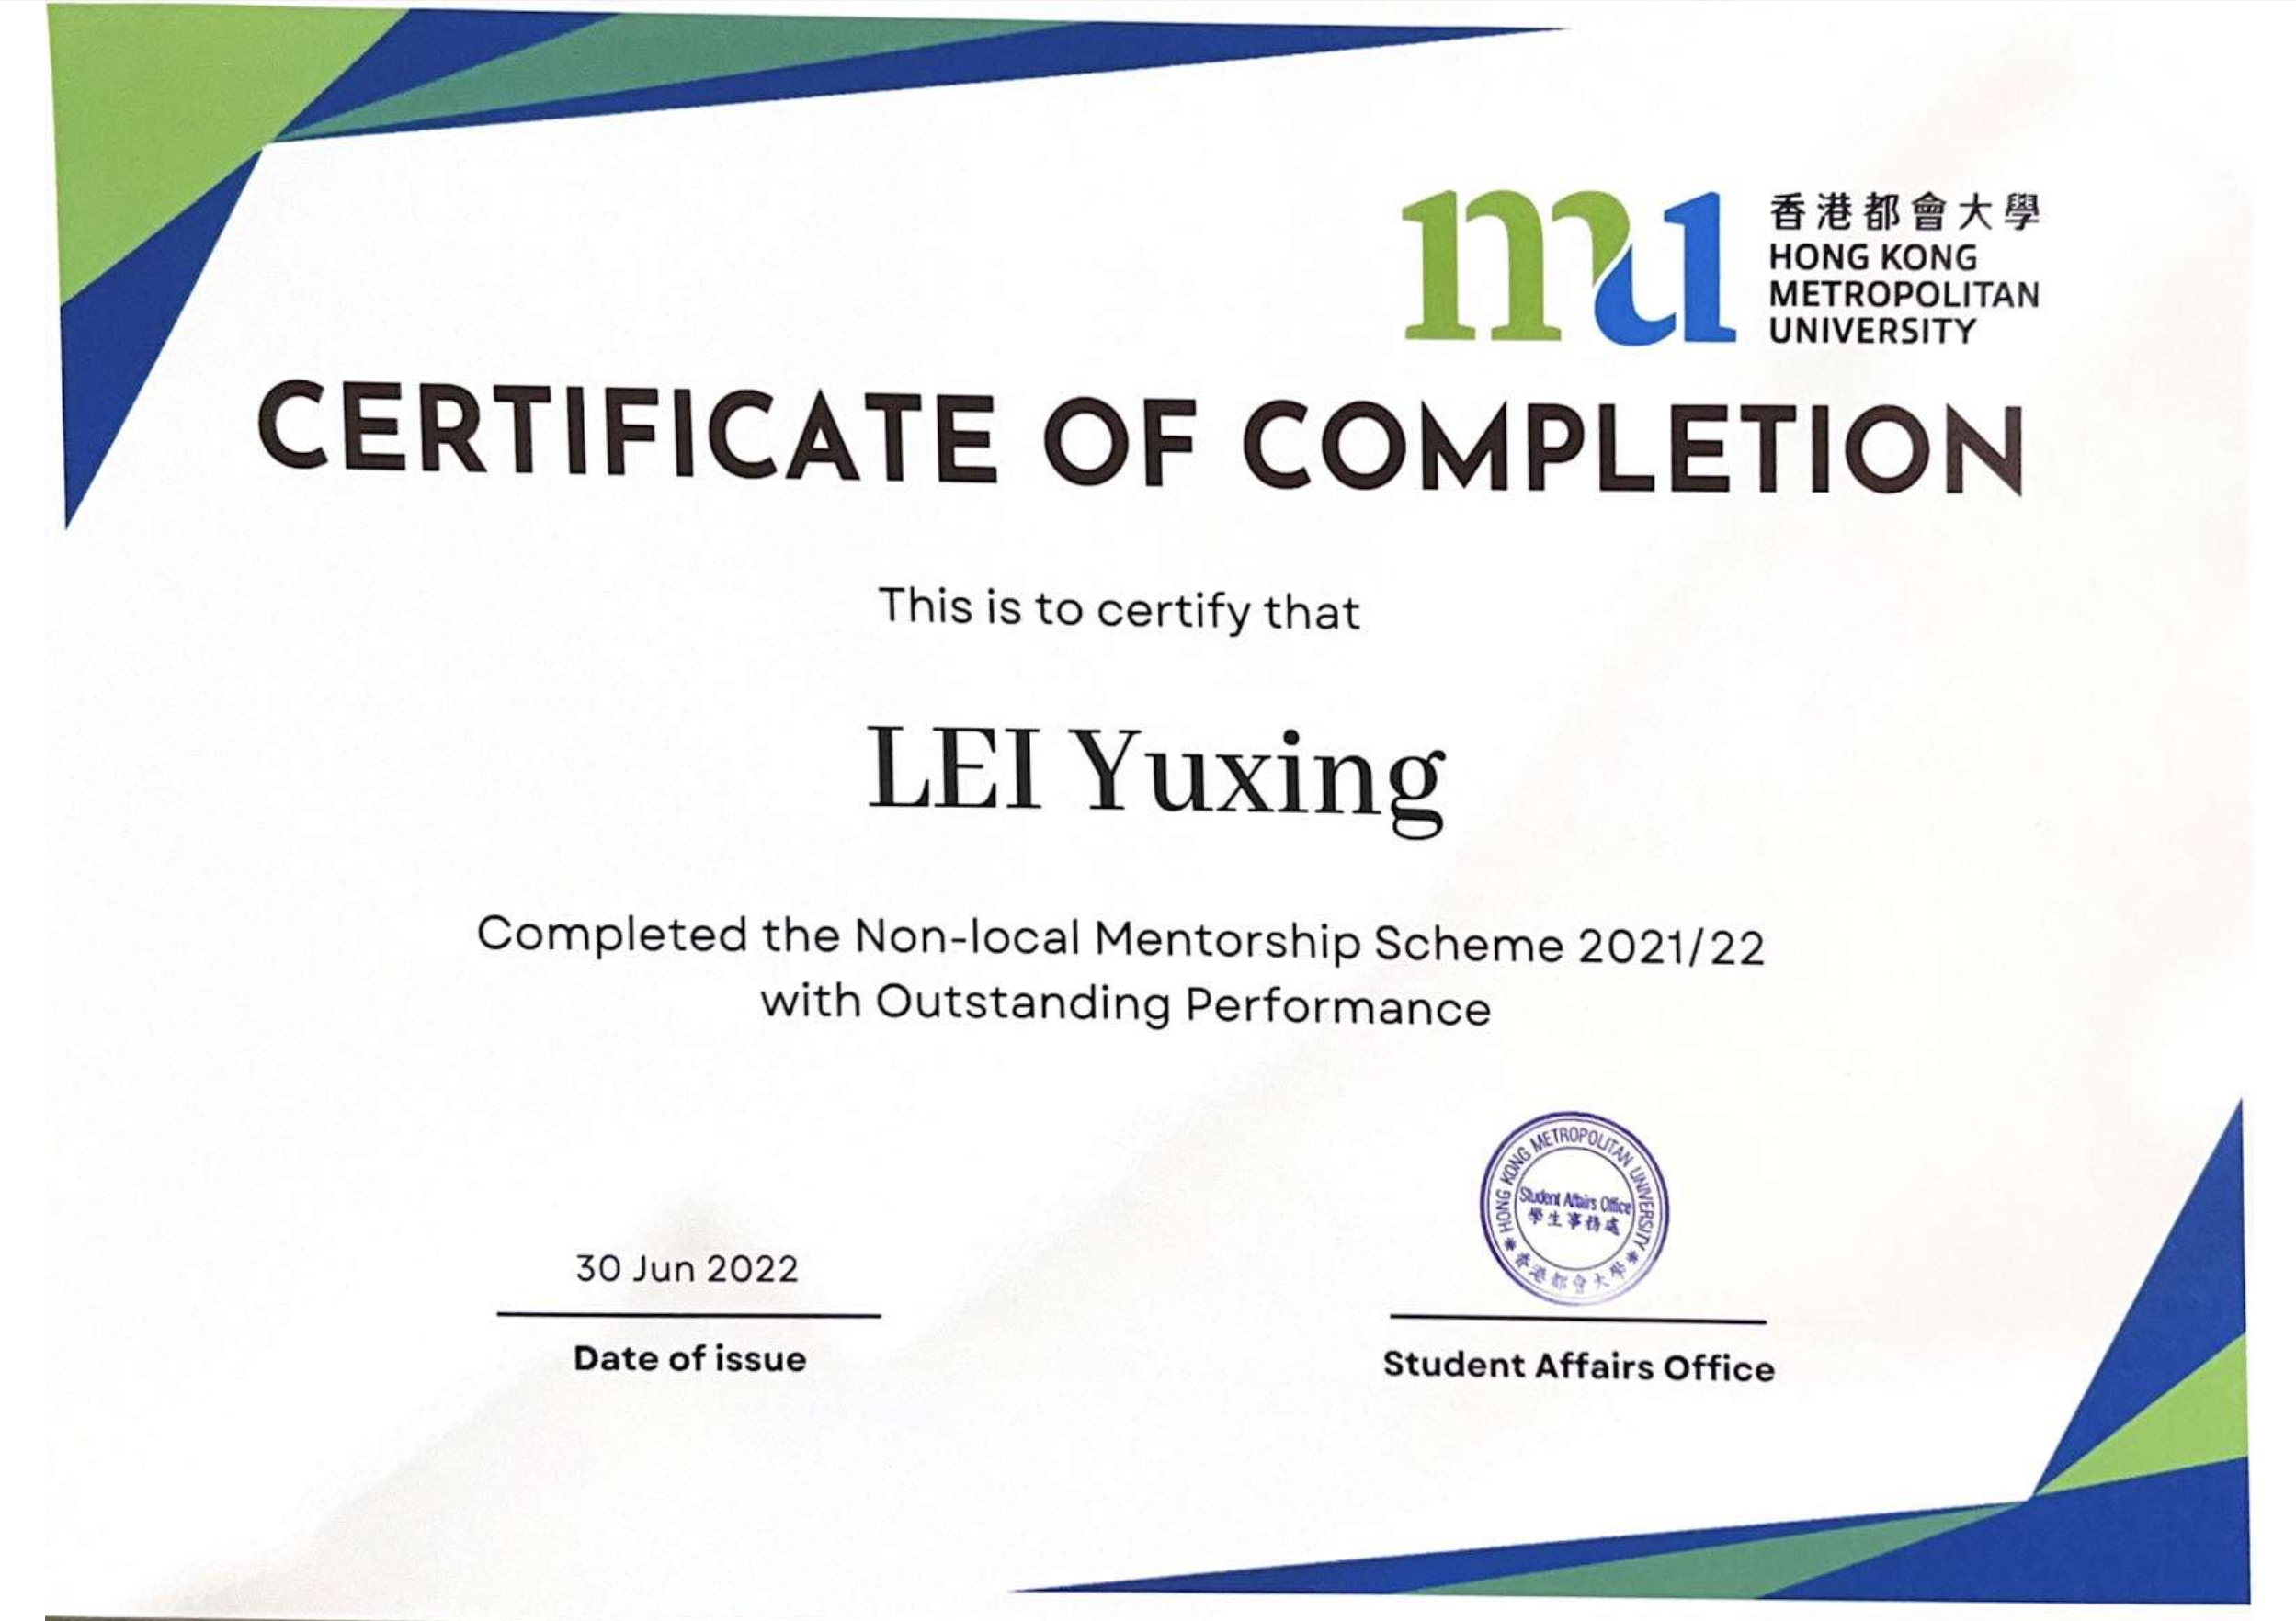 香港都會大學
HONG KONG
METROPOLITAN
UNIVERSITY
CERTIFICATE OF COMPLETION
This is to certify that
LEI Yuxing
Completed the Non-local Mentorship Scheme 2021/22
with Outstanding Performance
HONG KONG METROPOLITAN UNIVERSITY
Student Affairs Office
學生事務處
香港都會大學
30 Jun 2022
Date of issue
Student Affairs Office